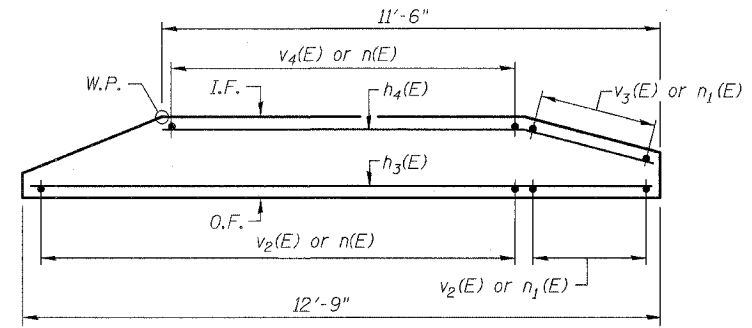 11'-6"
v4(E) or n(E)
W.P.
I.F.
h4(E)
v3(E) or n1(E)
h3(E)
O.F.
v2(E) or n(E)
v2(E) or n1(E)
12'-9"